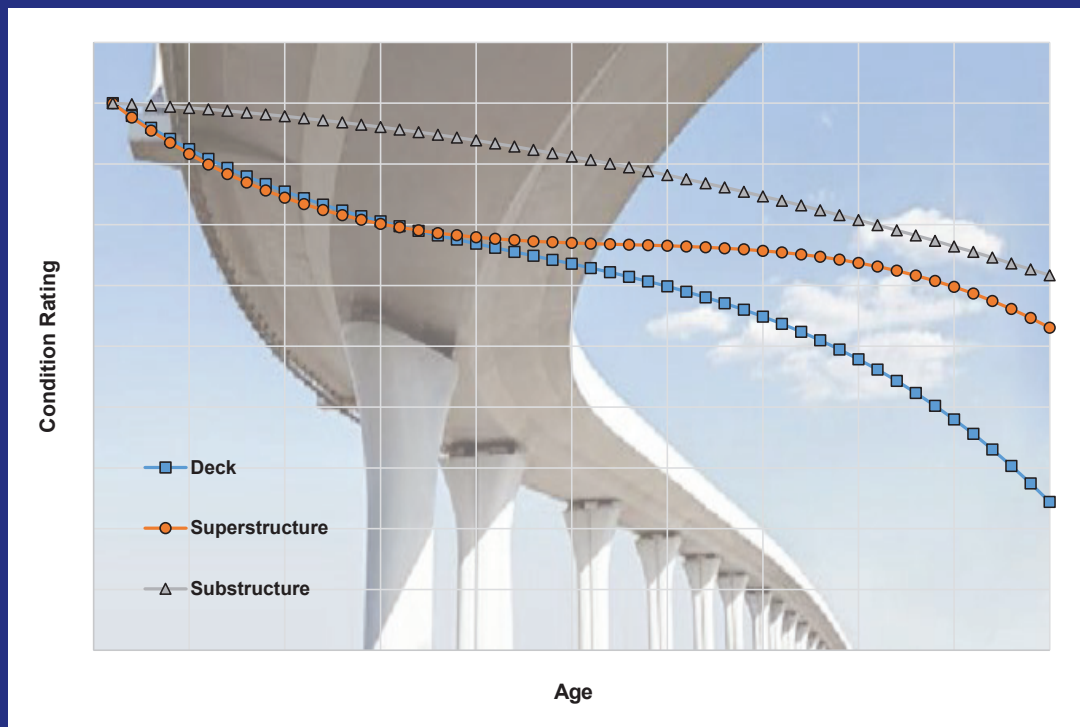 Condition Rating
Deck
Superstructure
Substructure
Age